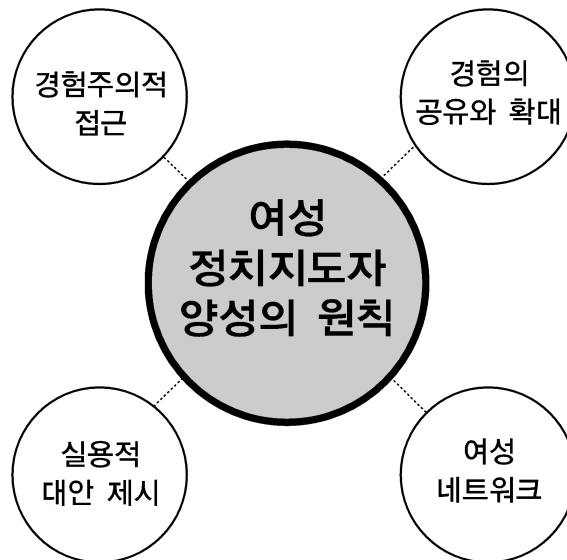 경험주의적
접근
경험의
공유와 확대
여성
정치지도자
양성의 원칙
실용적
대안 제시
여성
네트워크